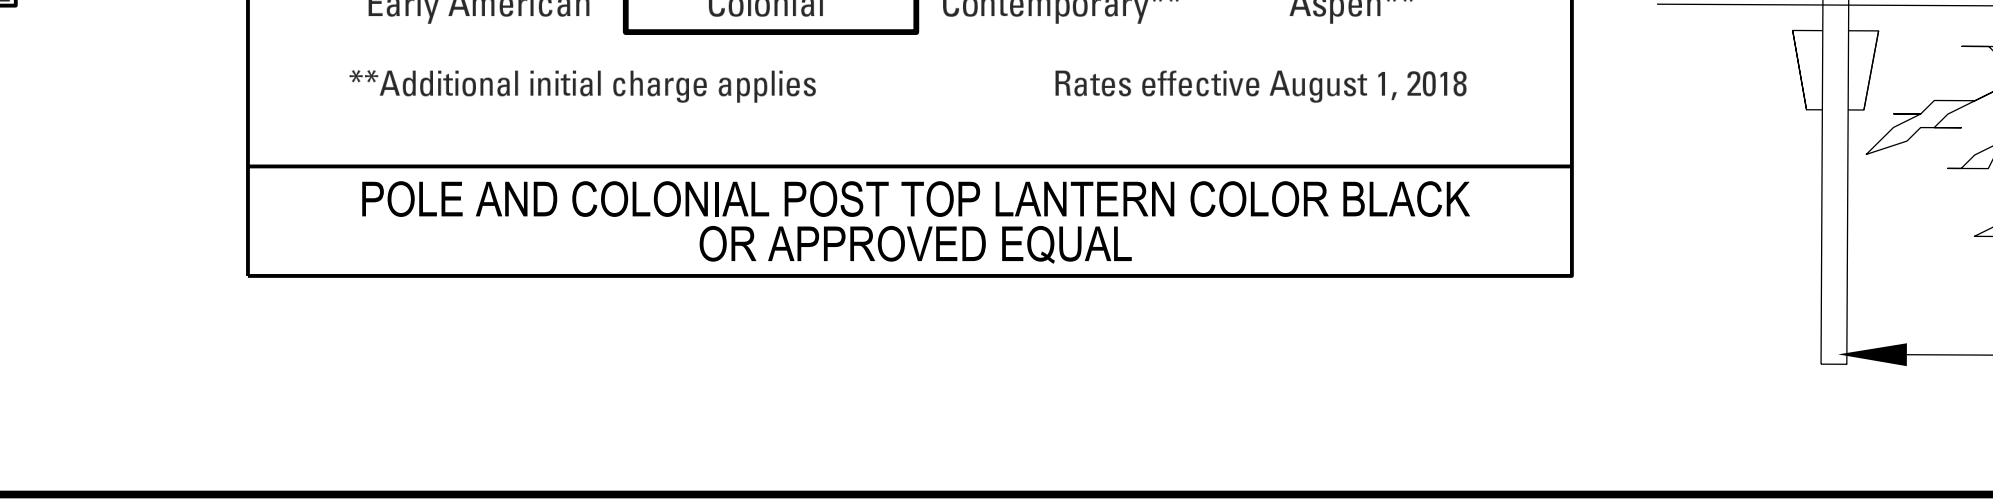 Early American Colonial Contemporary** Aspen**
**Additional initial charge applies Rates effective August 1, 2018
POLE AND COLONIAL POST TOP LANTERN COLOR BLACK
OR APPROVED EQUAL